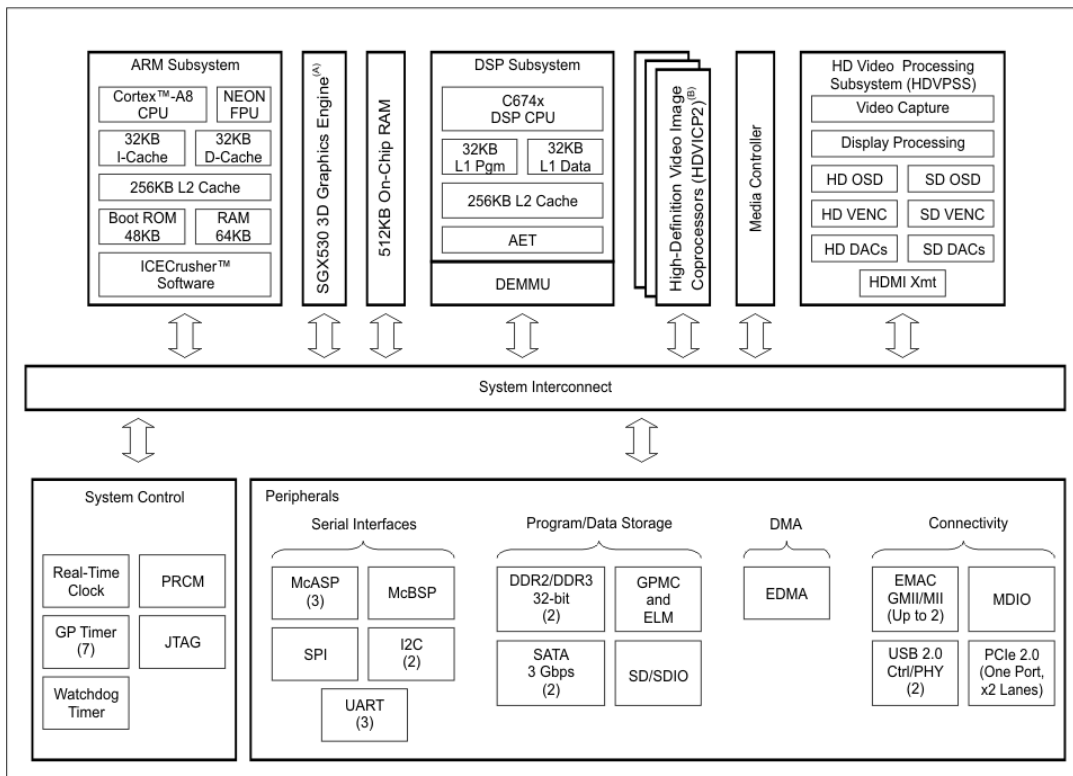 ARM Subsystem
Cortex™-A8
CPU
NEON
FPU
32KB
I-Cache
32KB
D-Cache
256KB L2 Cache
Boot ROM
48KB
RAM
64KB
ICECrusher™
Software
SGX530 3D Graphics Engine(A)
512KB On-Chip RAM
DSP Subsystem
C674x
DSP CPU
32KB
L1 Pgm
32KB
L1 Data
256KB L2 Cache
AET
DEMMU
High-Definition Video Image
Coprocessors (HDVICP2)(B)
Media Controller
HD Video Processing
Subsystem (HDVPSS)
Video Capture
Display Processing
HD OSD
SD OSD
HD VENC
SD VENC
HD DACs
SD DACs
HDMI Xmt
System Interconnect
System Control
Real-Time
Clock
PRCM
GP Timer
(7)
JTAG
Watchdog
Timer
Peripherals
Serial Interfaces
McASP
(3)
McBSP
SPI
I2C
(2)
UART
(3)
Program/Data Storage
DDR2/DDR3
32-bit
(2)
GPMC
and
ELM
SATA
3 Gbps
(2)
SD/SDIO
DMA
EDMA
Connectivity
EMAC
GMII/MII
(Up to 2)
MDIO
USB 2.0
Ctrl/PHY
(2)
PCIe 2.0
(One Port,
x2 Lanes)